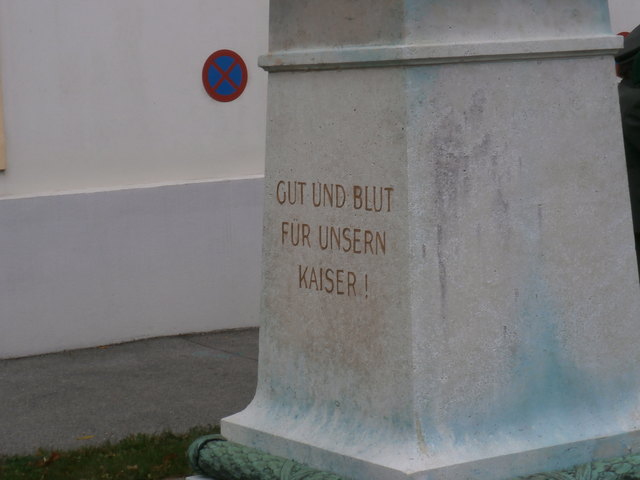 GUT UND BLUT
FÜR UNSERN
KAISER !